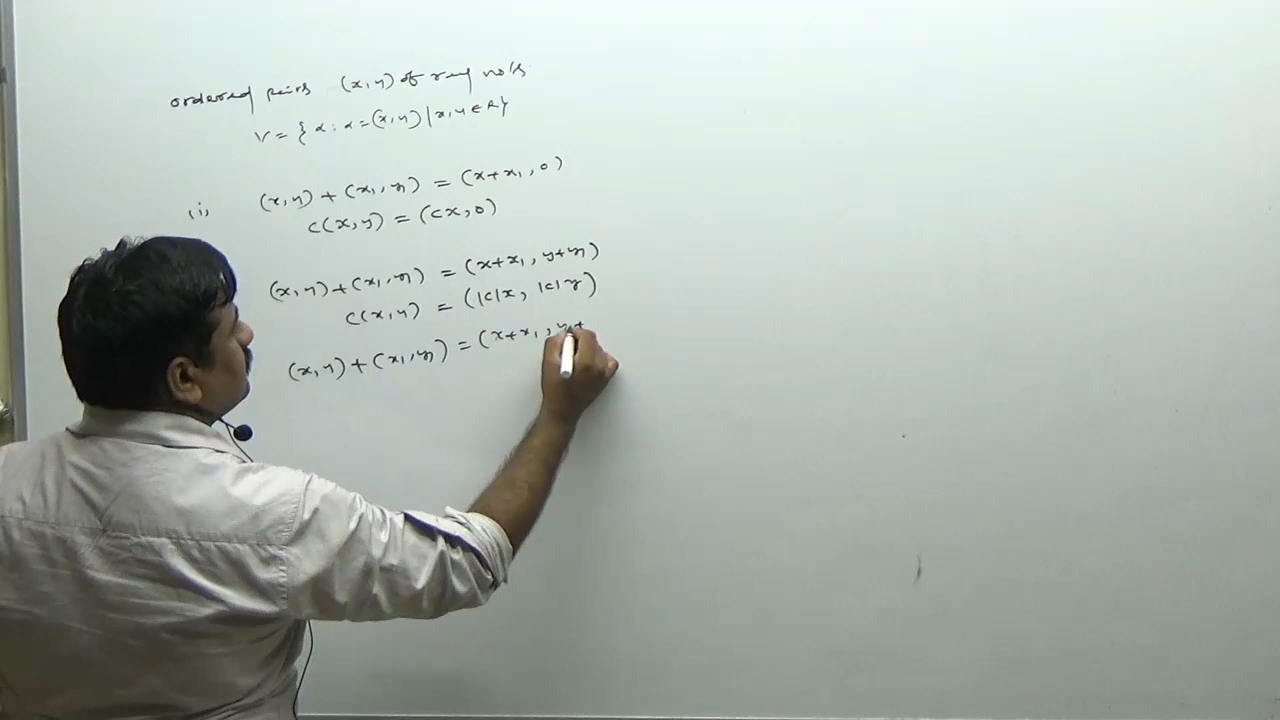 ordered pairs (x, y) of real no's
V = { α : α = (x, y) | x, y ∈ R }
(i) (x, y) + (x₁, y₁) = (x+x₁, 0)
c(x, y) = (cx, 0)
(x, y) + (x₁, y₁) = (x+x₁, y+y₁)
c(x, y) = (|c|x, |c|y)
(x, y) + (x₁, y₁) = (x+x₁, y+